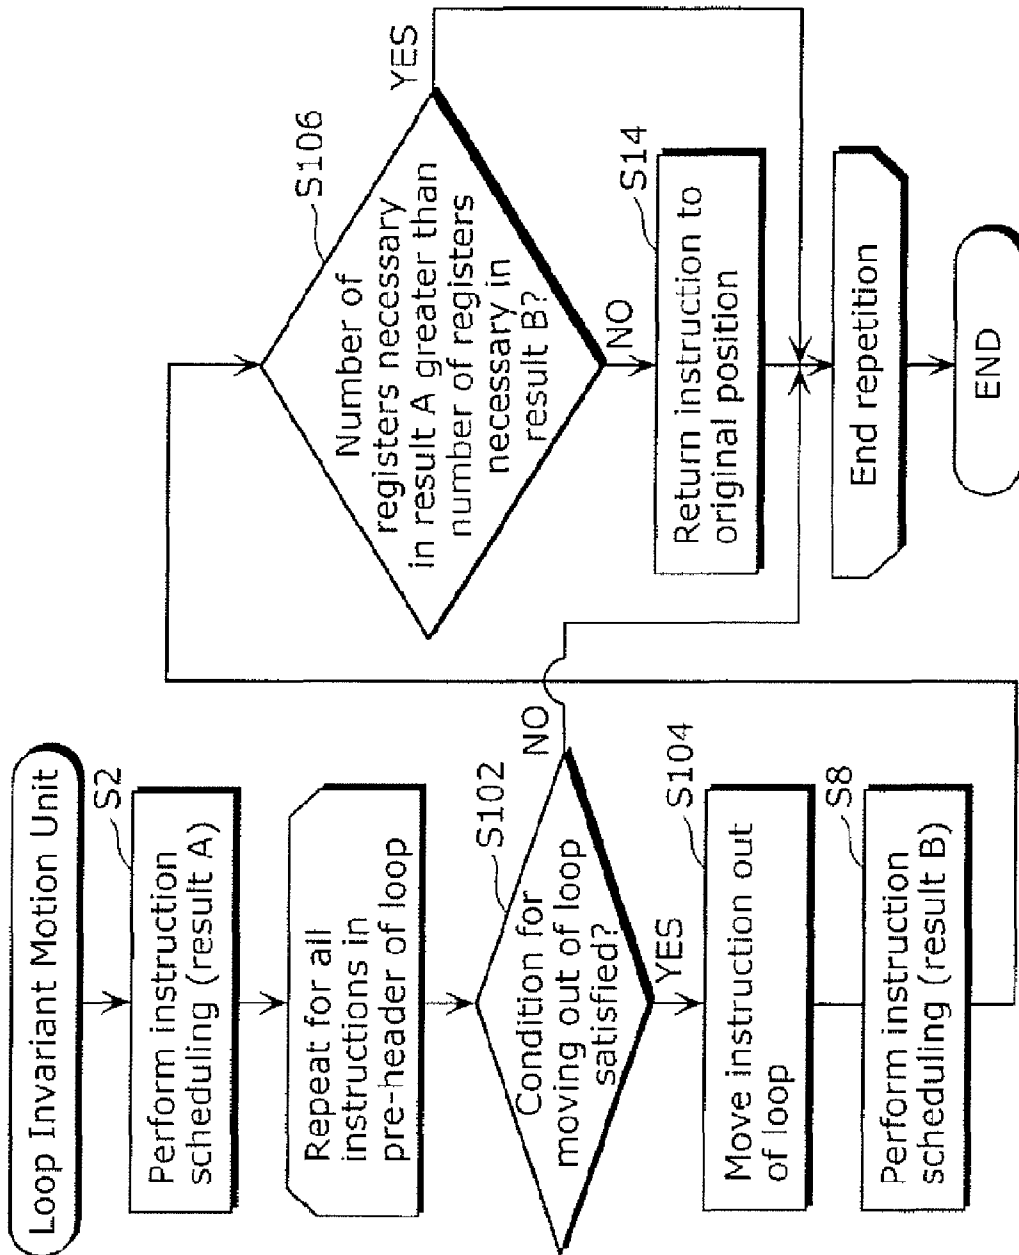 Loop Invariant Motion Unit
S2
Perform instruction
scheduling (result A)
Repeat for all
instructions in
pre-header of loop
S102
Condition for
moving out of loop
satisfied?
NO
YES
S104
Move instruction out
of loop
S8
Perform instruction
scheduling (result B)
S106
Number of
registers necessary
in result A greater than
number of registers
necessary in
result B?
YES
NO
S14
Return instruction to
original position
End repetition
END